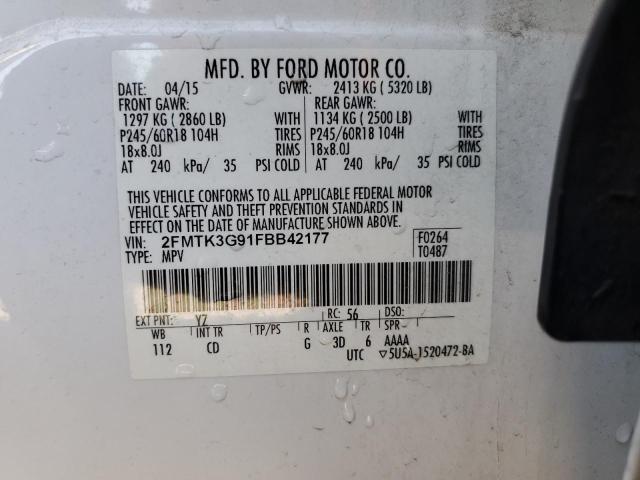 MFD. BY FORD MOTOR CO.
DATE: 04/15 GVWR: 2413 KG ( 5320 LB)
FRONT GAWR: REAR GAWR:
1297 KG ( 2860 LB) WITH 1134 KG ( 2500 LB) WITH
P245/60R18 104H TIRES P245/60R18 104H TIRES
18x8.0J RIMS 18x8.0J RIMS
AT 240 kPa/ 35 PSI COLD AT 240 kPa/ 35 PSI COLD
THIS VEHICLE CONFORMS TO ALL APPLICABLE FEDERAL MOTOR
VEHICLE SAFETY AND THEFT PREVENTION STANDARDS IN
EFFECT ON THE DATE OF MANUFACTURE SHOWN ABOVE.
VIN: 2FMTK3G91FBB42177 F0264
TYPE: MPV T0487
EXT PNT: YZ RC: 56 DSO:
WB INT TR TP/PS R AXLE TR SPR
112 CD G 3D 6 AAAA
UTC ▽5U5A-1520472-BA